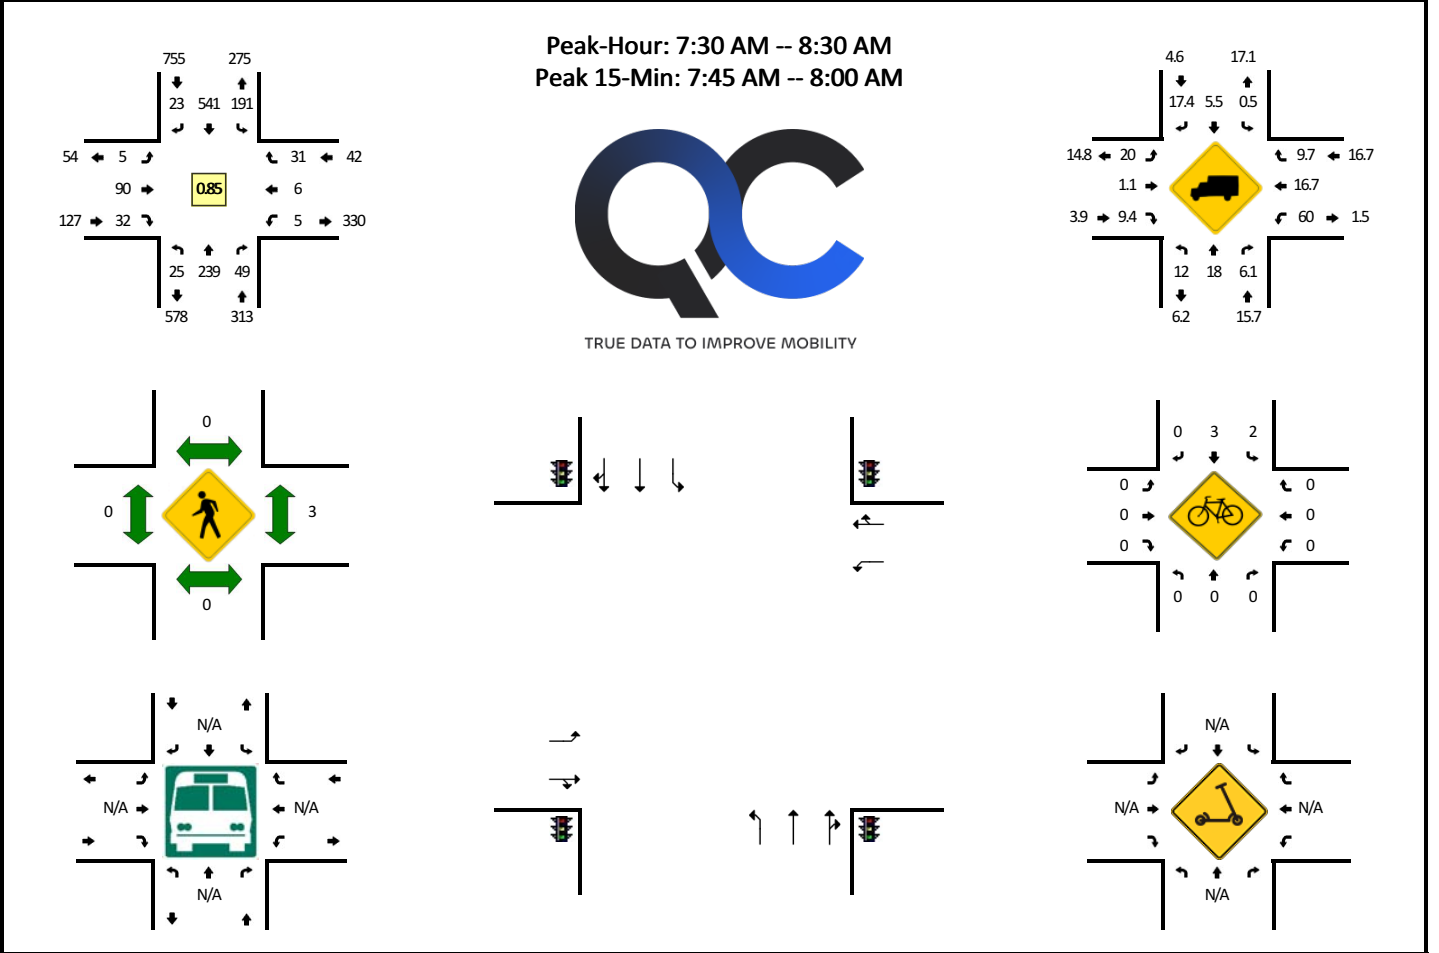 Peak-Hour: 7:30 AM -- 8:30 AM
Peak 15-Min: 7:45 AM -- 8:00 AM
755 275
23 541 191
54 5 31 42
90 0.85 6
127 32 5 330
25 239 49
578 313
QC
TRUE DATA TO IMPROVE MOBILITY
4.6 17.1
17.4 5.5 0.5
14.8 20 9.7 16.7
1.1 16.7
3.9 9.4 60 1.5
12 18 6.1
6.2 15.7
0
0 3
0
0 3 2
0 0
0 0
0 0
0 0 0
N/A
N/A N/A
N/A
N/A
N/A N/A
N/A